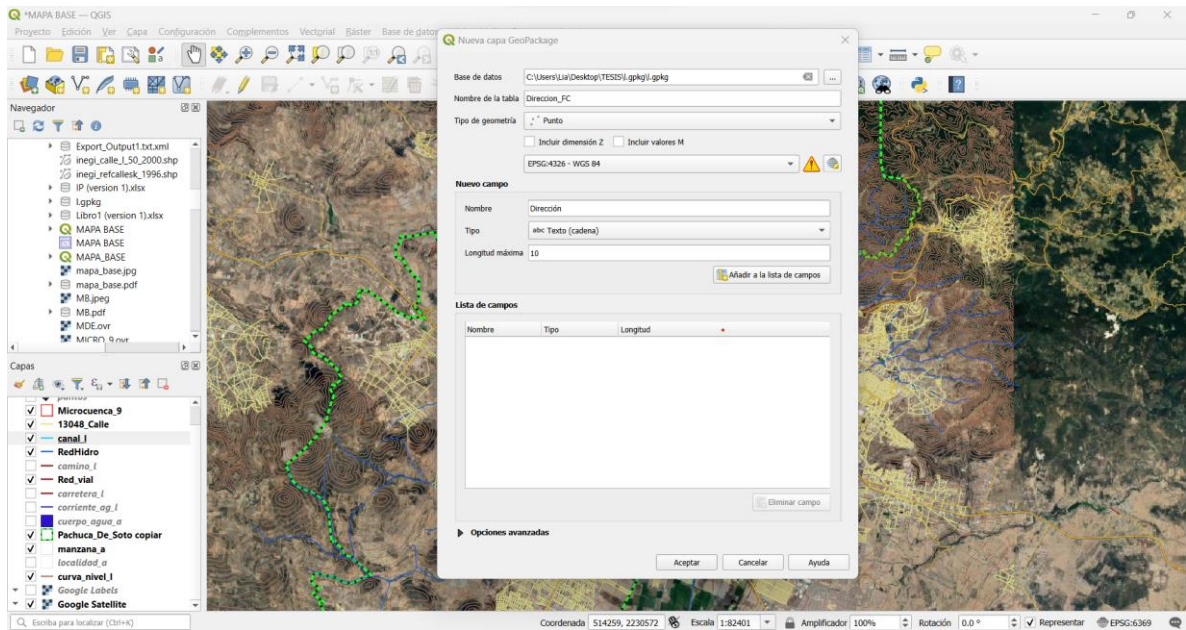 *MAPA BASE — QGIS
Proyecto Edición Ver Capa Configuración Complementos Vectorial Ráster Base de datos
Navegador
Export_Output1.txt.xml
inegi_calle_l_50_2000.shp
inegi_refcallesk_1996.shp
IP (version 1).xlsx
l.gpkg
Libro1 (version 1).xlsx
MAPA BASE
MAPA BASE
MAPA_BASE
mapa_base.jpg
mapa_base.pdf
MB.jpeg
MB.pdf
MDE.ovr
MICRO_9.ovr
Capas
puntos
Microcuenca_9
13048_Calle
canal_l
RedHidro
camino_l
Red_vial
carretera_l
corriente_ag_l
cuerpo_agua_a
Pachuca_De_Soto copiar
manzana_a
localidad_a
curva_nivel_l
Google Labels
Google Satellite
Nueva capa GeoPackage
Base de datos C:\Users\Lia\Desktop\TESIS\l.gpkg\l.gpkg ...
Nombre de la tabla Direccion_FC
Tipo de geometría Punto
Incluir dimensión Z Incluir valores M
EPSG:4326 - WGS 84
Nuevo campo
Nombre Dirección
Tipo abc Texto (cadena)
Longitud máxima 10
Añadir a la lista de campos
Lista de campos
Nombre Tipo Longitud
Eliminar campo
Opciones avanzadas
Aceptar Cancelar Ayuda
Escriba para localizar (Ctrl+K) Coordenada 514259, 2230572 Escala 1:82401 Amplificador 100% Rotación 0.0 ° Representar EPSG:6369